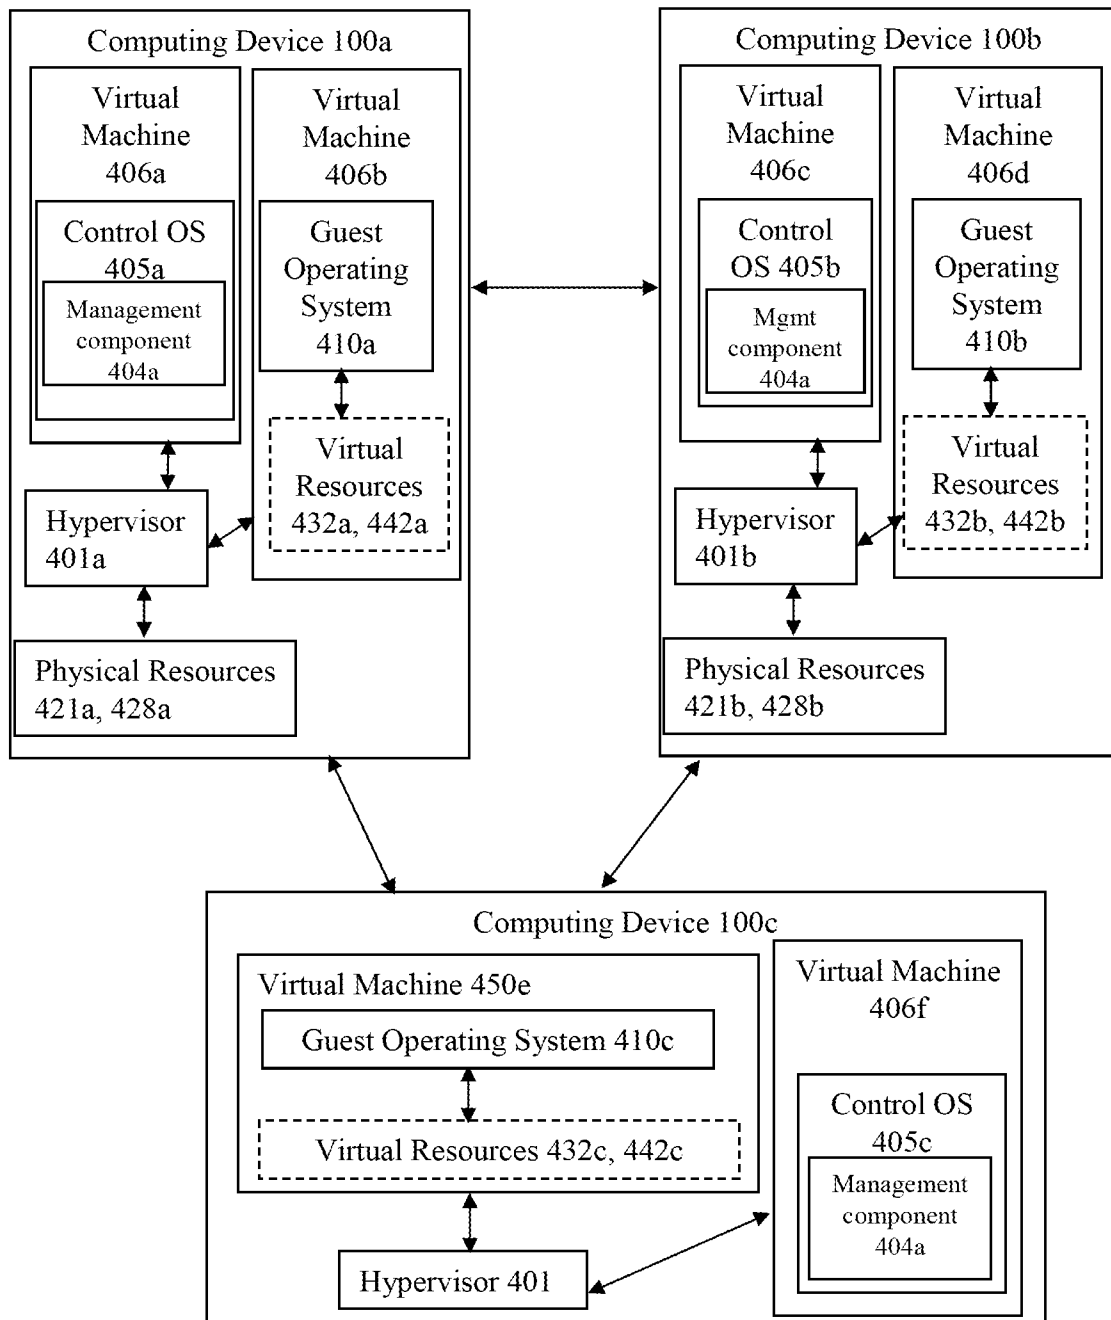 Computing Device 100a
Virtual
Machine
406a
Control OS
405a
Management
component
404a
Virtual
Machine
406b
Guest
Operating
System
410a
Virtual
Resources
432a, 442a
Hypervisor
401a
Physical Resources
421a, 428a
Computing Device 100b
Virtual
Machine
406c
Control
OS 405b
Mgmt
component
404a
Virtual
Machine
406d
Guest
Operating
System
410b
Virtual
Resources
432b, 442b
Hypervisor
401b
Physical Resources
421b, 428b
Computing Device 100c
Virtual Machine 450e
Guest Operating System 410c
Virtual Resources 432c, 442c
Hypervisor 401
Virtual Machine
406f
Control OS
405c
Management
component
404a